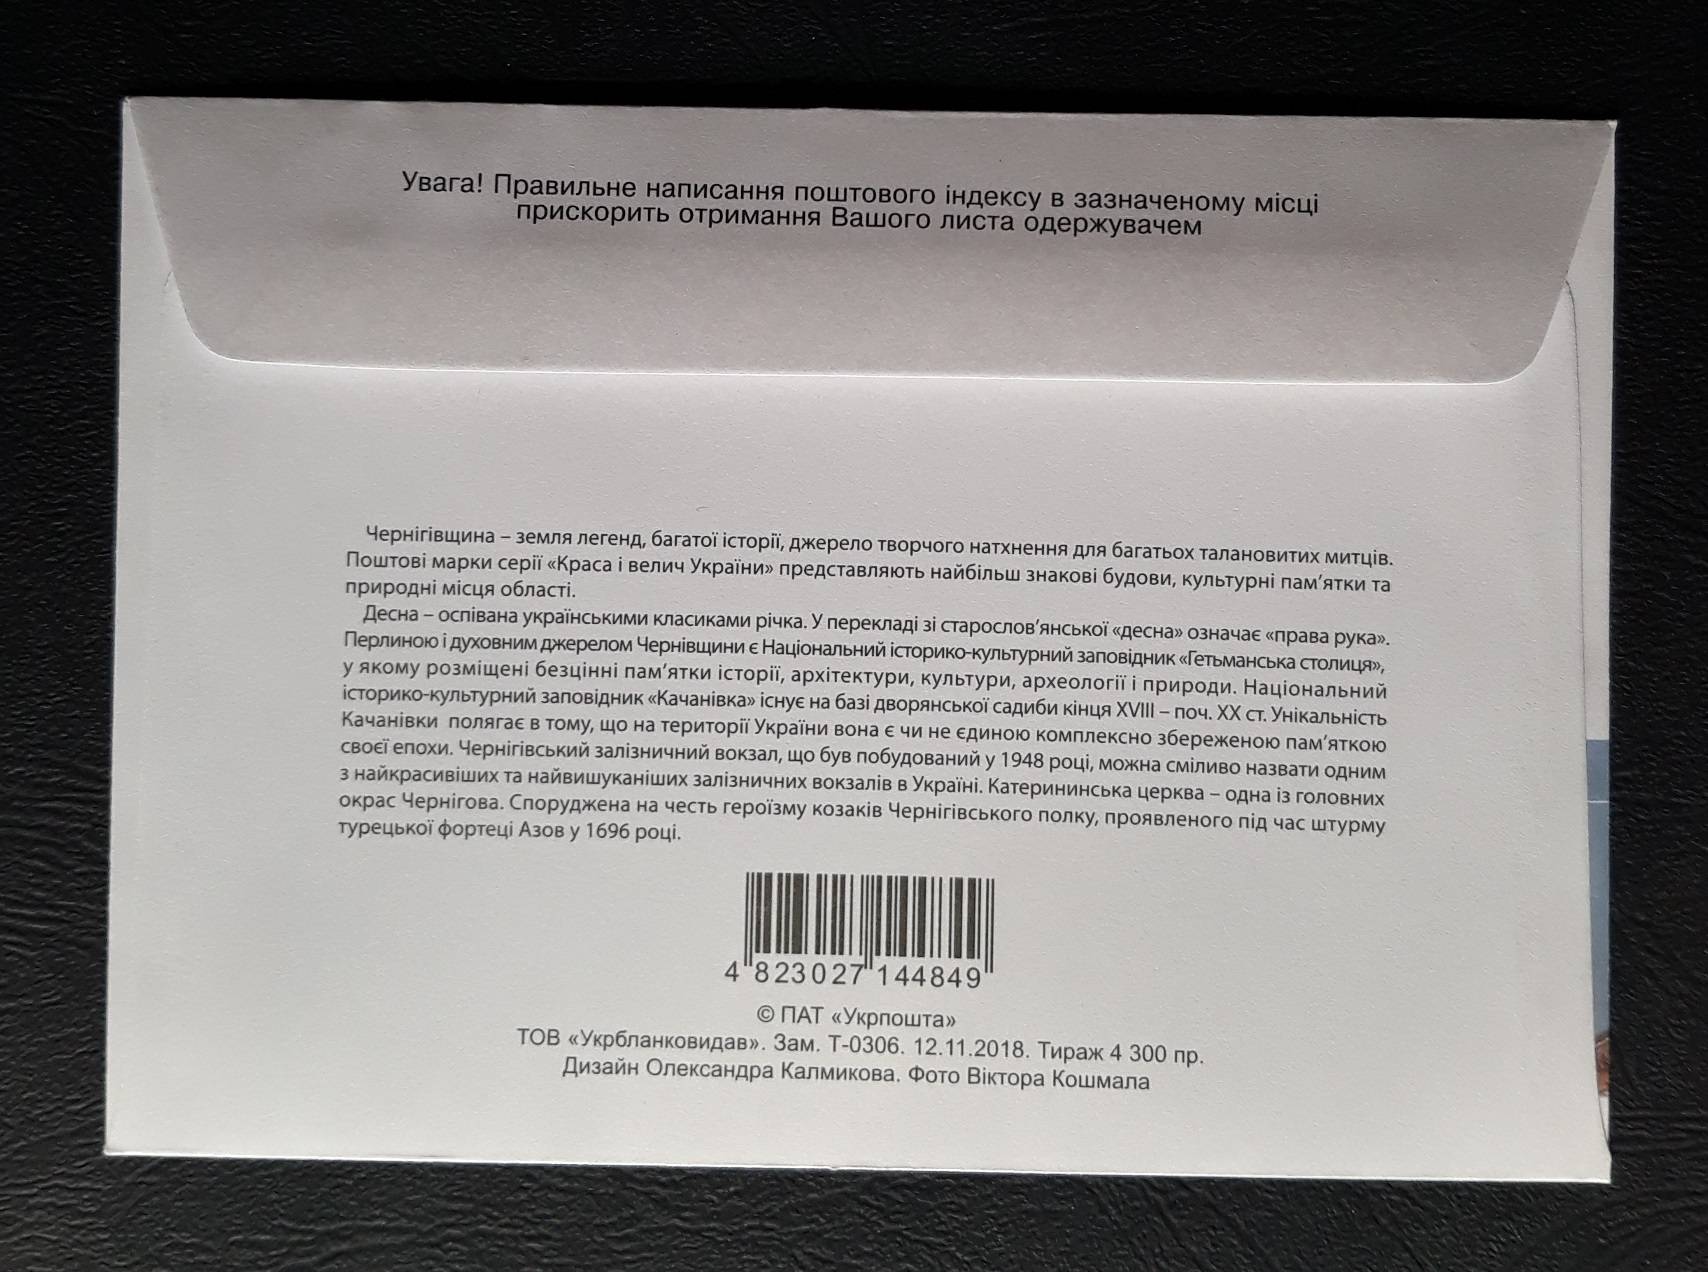 Увага! Правильне написання поштового індексу в зазначеному місці
прискорить отримання Вашого листа одержувачем
Чернігівщина – земля легенд, багатої історії, джерело творчого натхнення для багатьох талановитих митців.
Поштові марки серії «Краса і велич України» представляють найбільш знакові будови, культурні пам'ятки та
природні місця області.
Десна – оспівана українськими класиками річка. У перекладі зі старослов'янської «десна» означає «права рука».
Перлиною і духовним джерелом Чернівщини є Національний історико-культурний заповідник «Гетьманська столиця»,
у якому розміщені безцінні пам'ятки історії, архітектури, культури, археології і природи. Національний
історико-культурний заповідник «Качанівка» існує на базі дворянської садиби кінця XVIII – поч. XX ст. Унікальність
Качанівки полягає в тому, що на території України вона є чи не єдиною комплексно збереженою пам'яткою
своєї епохи. Чернігівський залізничний вокзал, що був побудований у 1948 році, можна сміливо назвати одним
з найкрасивіших та найвишуканіших залізничних вокзалів в Україні. Катерининська церква – одна із головних
окрас Чернігова. Споруджена на честь героїзму козаків Чернігівського полку, проявленого під час штурму
турецької фортеці Азов у 1696 році.
4 823027 144849
© ПАТ «Укрпошта»
ТОВ «Укрбланковидав». Зам. Т-0306. 12.11.2018. Тираж 4 300 пр.
Дизайн Олександра Калмикова. Фото Віктора Кошмала